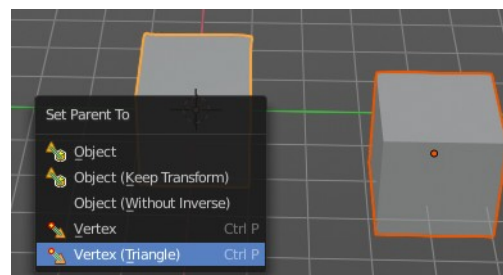 Set Parent To
Object
Object (Keep Transform)
Object (Without Inverse)
Vertex Ctrl P
Vertex (Triangle) Ctrl P